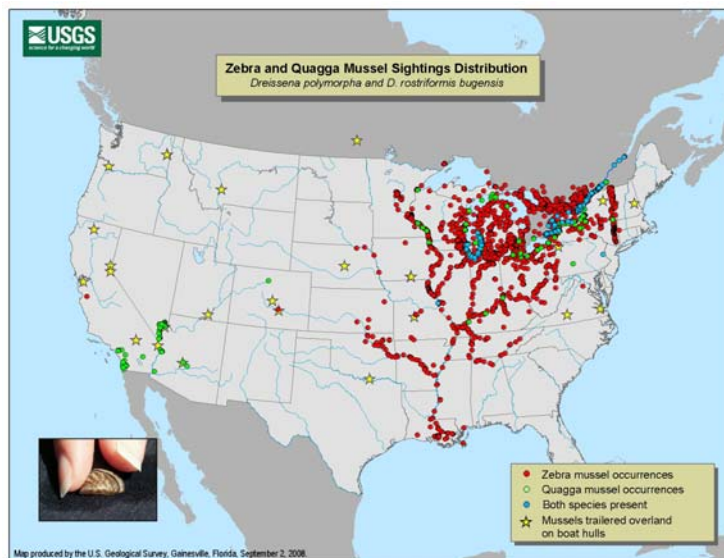 USGS
science for a changing world
Zebra and Quagga Mussel Sightings Distribution
Dreissena polymorpha and D. rostriformis bugensis
Zebra mussel occurrences
Quagga mussel occurrences
Both species present
Mussels trailered overland
on boat hulls
Map produced by the U.S. Geological Survey, Gainesville, Florida, September 2, 2008.